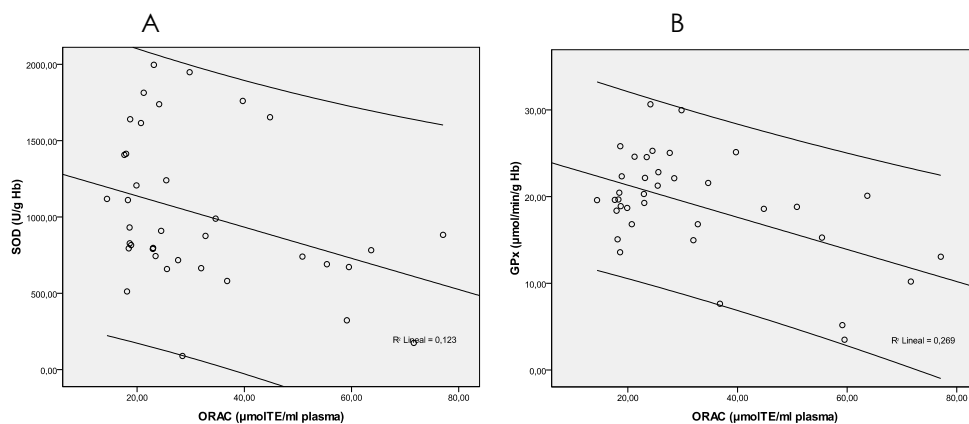 A
SOD (U/g Hb)
2000,00
1500,00
1000,00
500,00
0,00
R² Lineal = 0,123
20,00 40,00 60,00 80,00
ORAC (µmolTE/ml plasma)
B
GPx (µmol/min/g Hb)
30,00
20,00
10,00
0,00
R² Lineal = 0,269
20,00 40,00 60,00 80,00
ORAC (µmolTE/ml plasma)